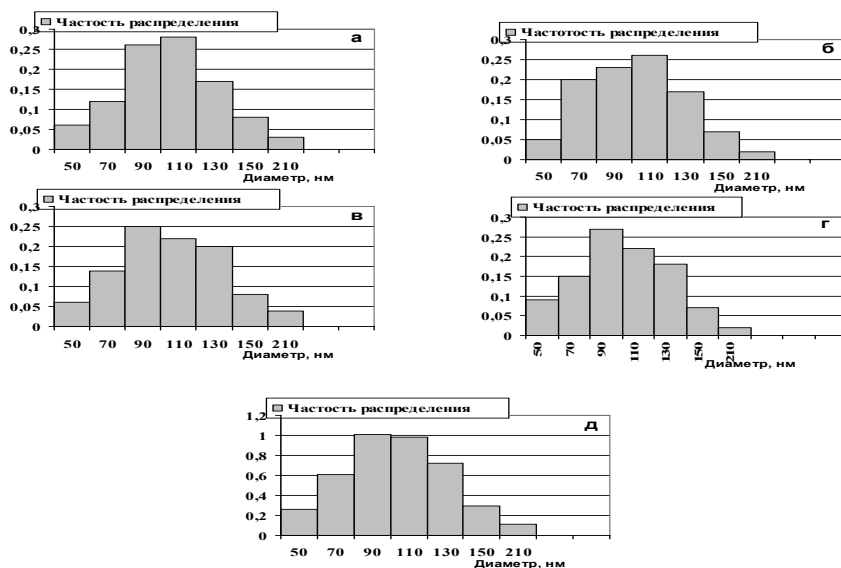 Частость распределения
а
0,3
0,25
0,2
0,15
0,1
0,05
0
50 70 90 110 130 150 210
Диаметр, нм
Частотость распределения
б
0,3
0,25
0,2
0,15
0,1
0,05
0
50 70 90 110 130 150 210
Диаметр, нм
Частость распределения
в
0,3
0,25
0,2
0,15
0,1
0,05
0
50 70 90 110 130 150 210
Диаметр, нм
Частость распределения
г
0,3
0,25
0,2
0,15
0,1
0,05
0
50 70 90 110 130 150 210
Диаметр, нм
Частость распределения
д
1,2
1
0,8
0,6
0,4
0,2
0
50 70 90 110 130 150 210
Диаметр, нм